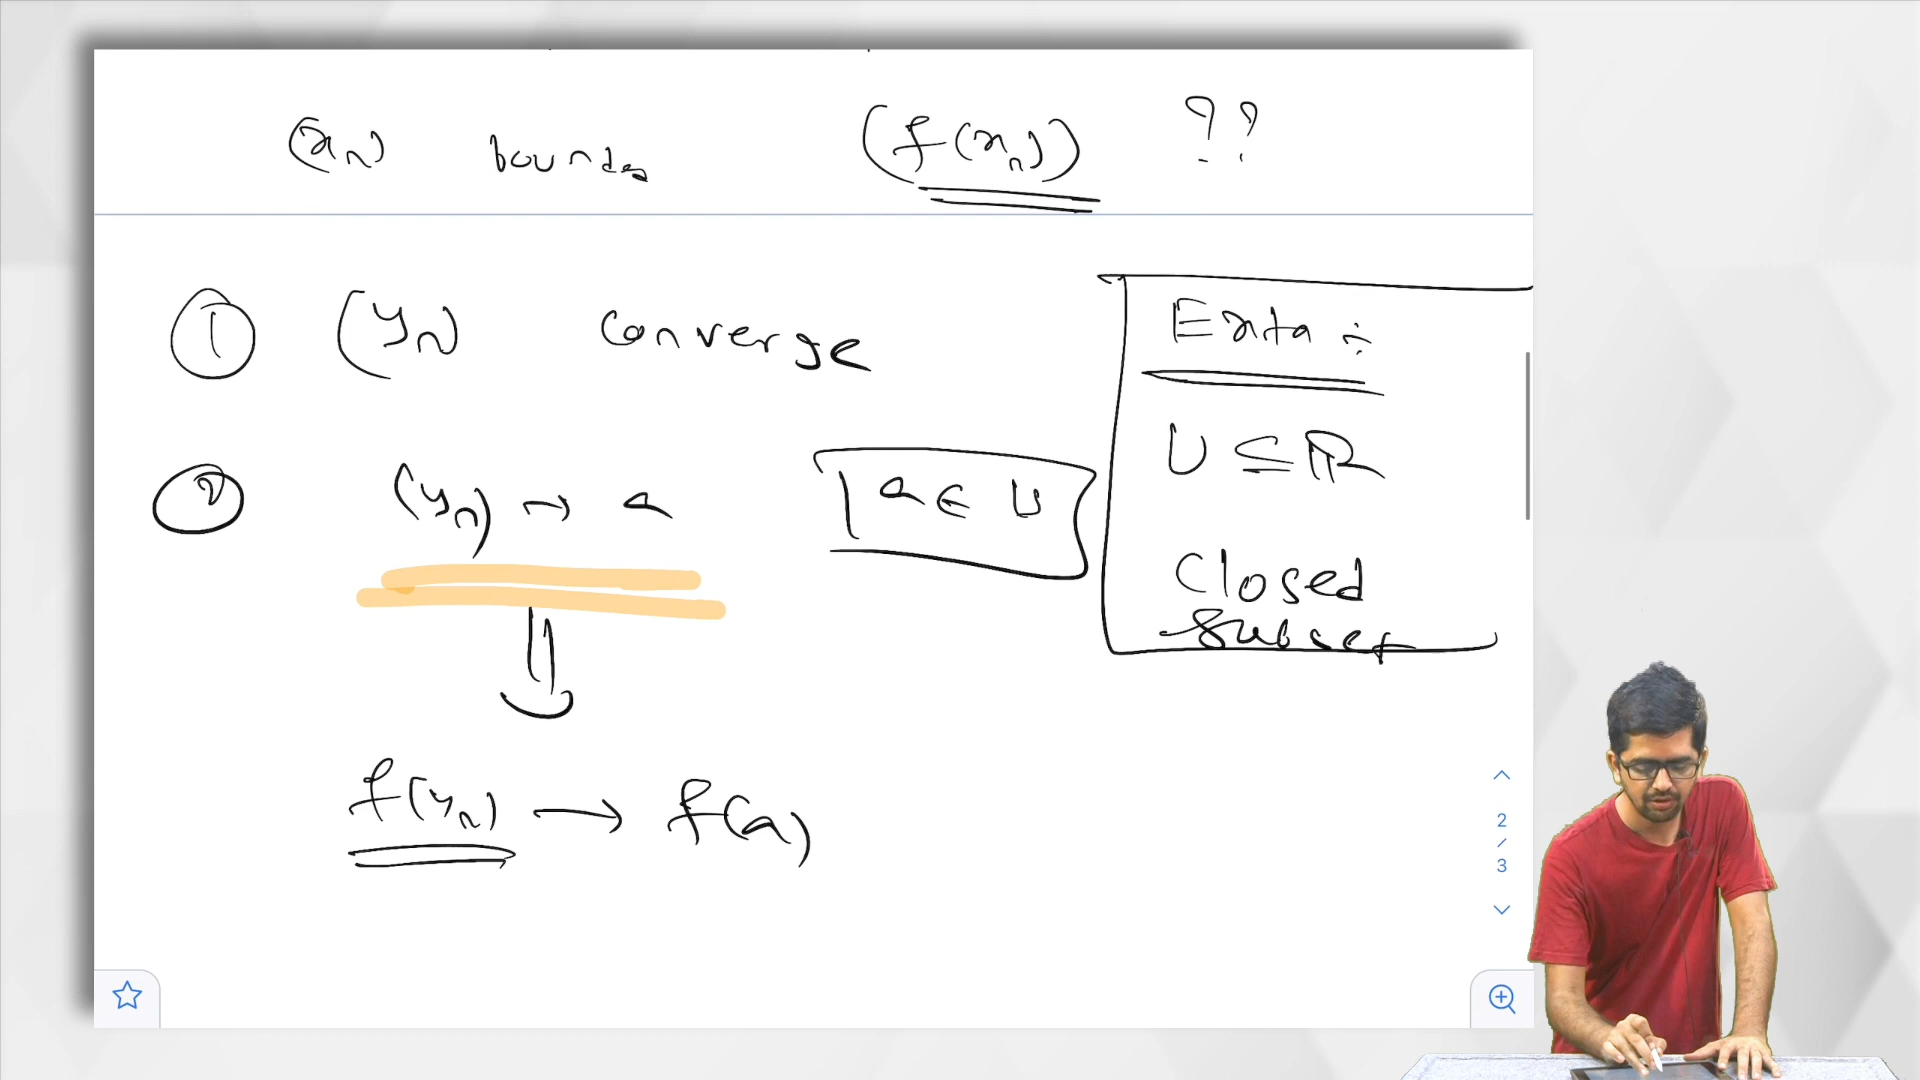 (xn) bounded (f(xn)) ??
① (yn) converge
Extra :
② (yn) → a a ∈ U
U ⊆ ℝ
Closed
subset
⇓
f(yn) → f(a)
2
/
3